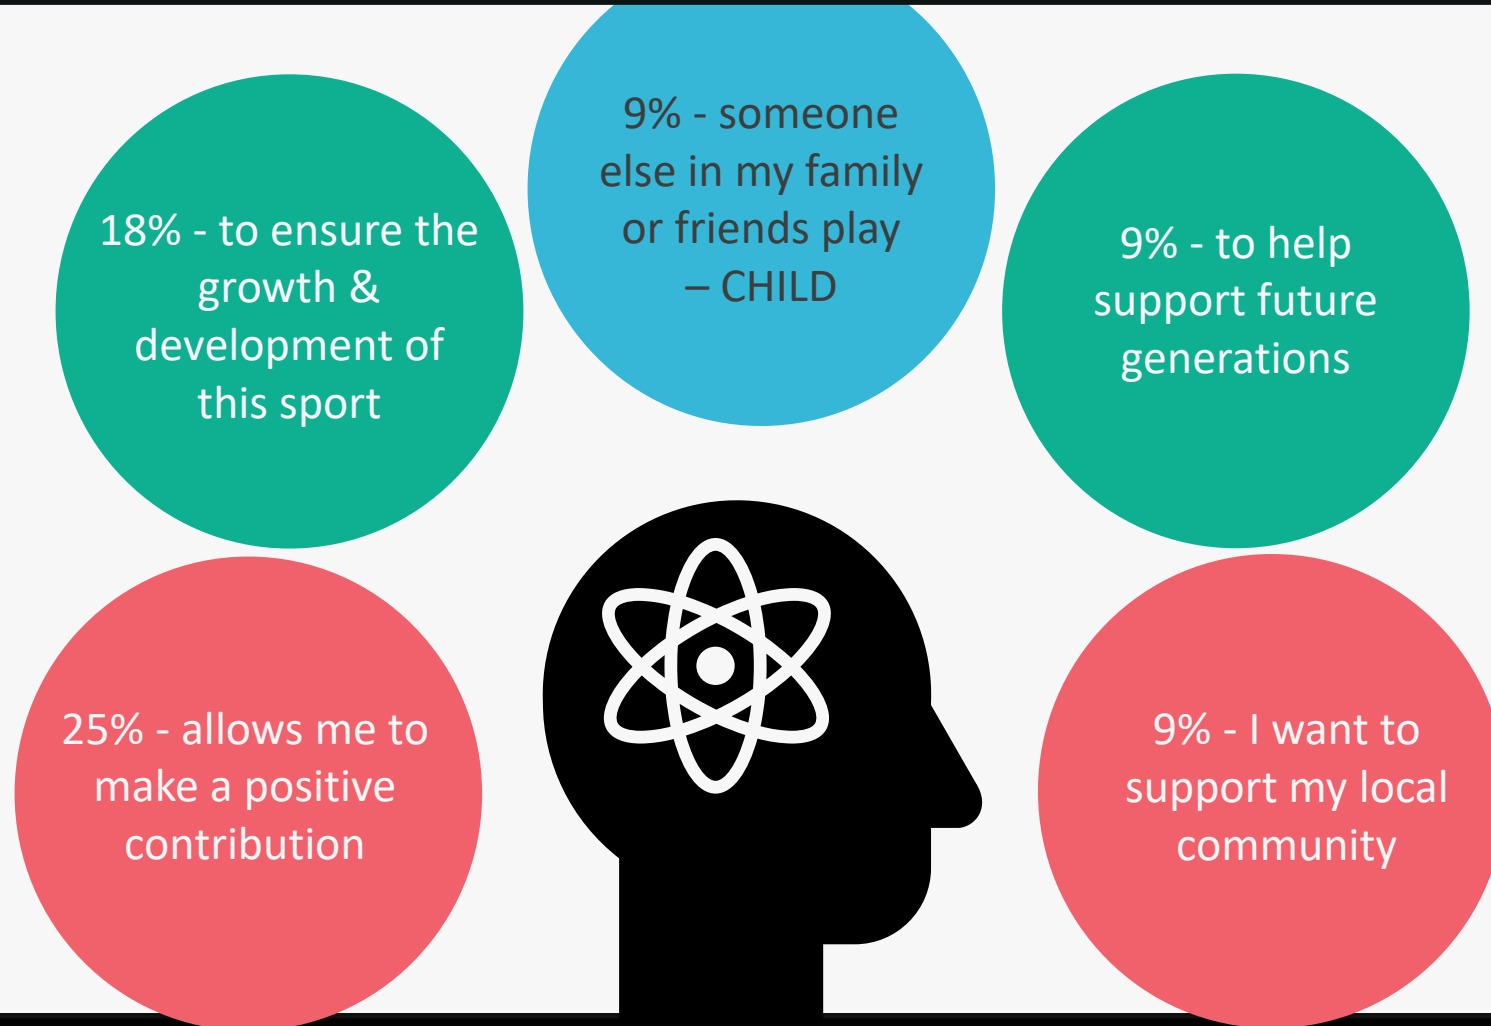 18% - to ensure the
growth &
development of
this sport
9% - someone
else in my family
or friends play
– CHILD
9% - to help
support future
generations
25% - allows me to
make a positive
contribution
9% - I want to
support my local
community